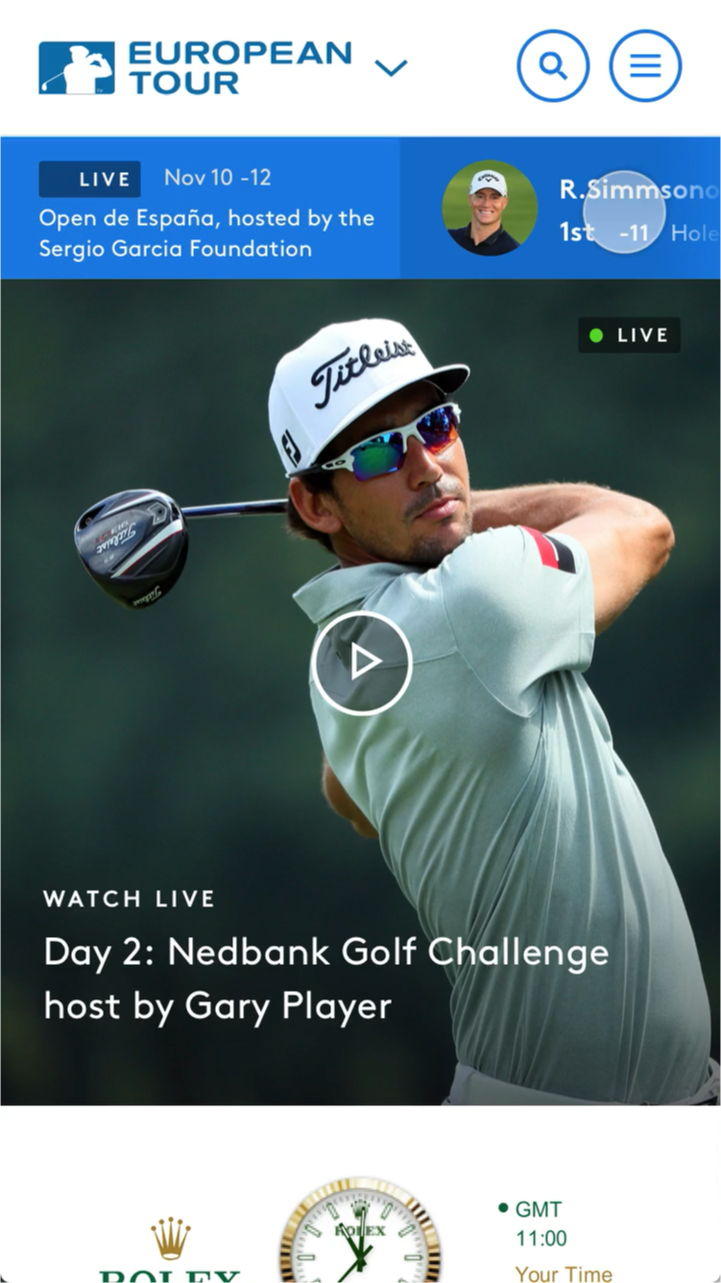 EUROPEAN
TOUR
LIVE Nov 10 -12
Open de España, hosted by the
Sergio Garcia Foundation
R.Simmsono
1st -11 Hole
LIVE
Titleist
Titleist
WATCH LIVE
Day 2: Nedbank Golf Challenge
host by Gary Player
ROLEX
GMT
11:00
ROLEX
Your Time